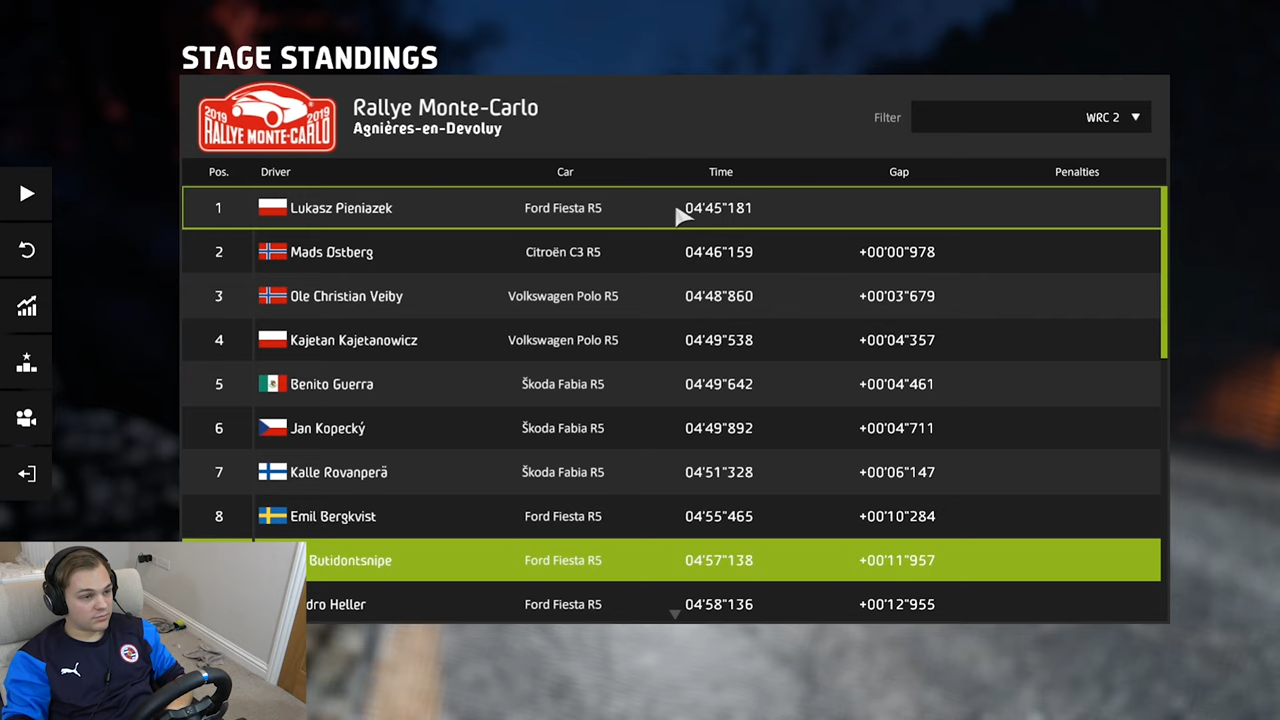 STAGE STANDINGS
2019 2019
RALLYE MONTE-CARLO
Rallye Monte-Carlo
Agnières-en-Devoluy
Filter WRC 2
Pos. Driver Car Time Gap Penalties
1 Lukasz Pieniazek Ford Fiesta R5 04'45"181
2 Mads Østberg Citroën C3 R5 04'46"159 +00'00"978
3 Ole Christian Veiby Volkswagen Polo R5 04'48"860 +00'03"679
4 Kajetan Kajetanowicz Volkswagen Polo R5 04'49"538 +00'04"357
5 Benito Guerra Škoda Fabia R5 04'49"642 +00'04"461
6 Jan Kopecký Škoda Fabia R5 04'49"892 +00'04"711
7 Kalle Rovanperä Škoda Fabia R5 04'51"328 +00'06"147
8 Emil Bergkvist Ford Fiesta R5 04'55"465 +00'10"284
Butidontsnipe Ford Fiesta R5 04'57"138 +00'11"957
dro Heller Ford Fiesta R5 04'58"136 +00'12"955